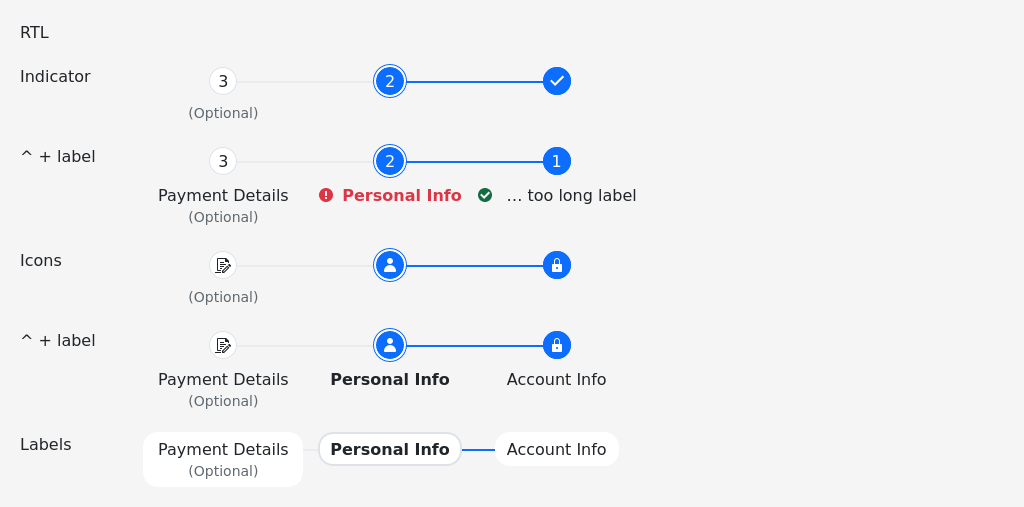 RTL
Indicator
3 2
(Optional)
^ + label
3 2 1
Payment Details Personal Info ... too long label
(Optional)
Icons
(Optional)
^ + label
Payment Details Personal Info Account Info
(Optional)
Labels
Payment Details Personal Info Account Info
(Optional)